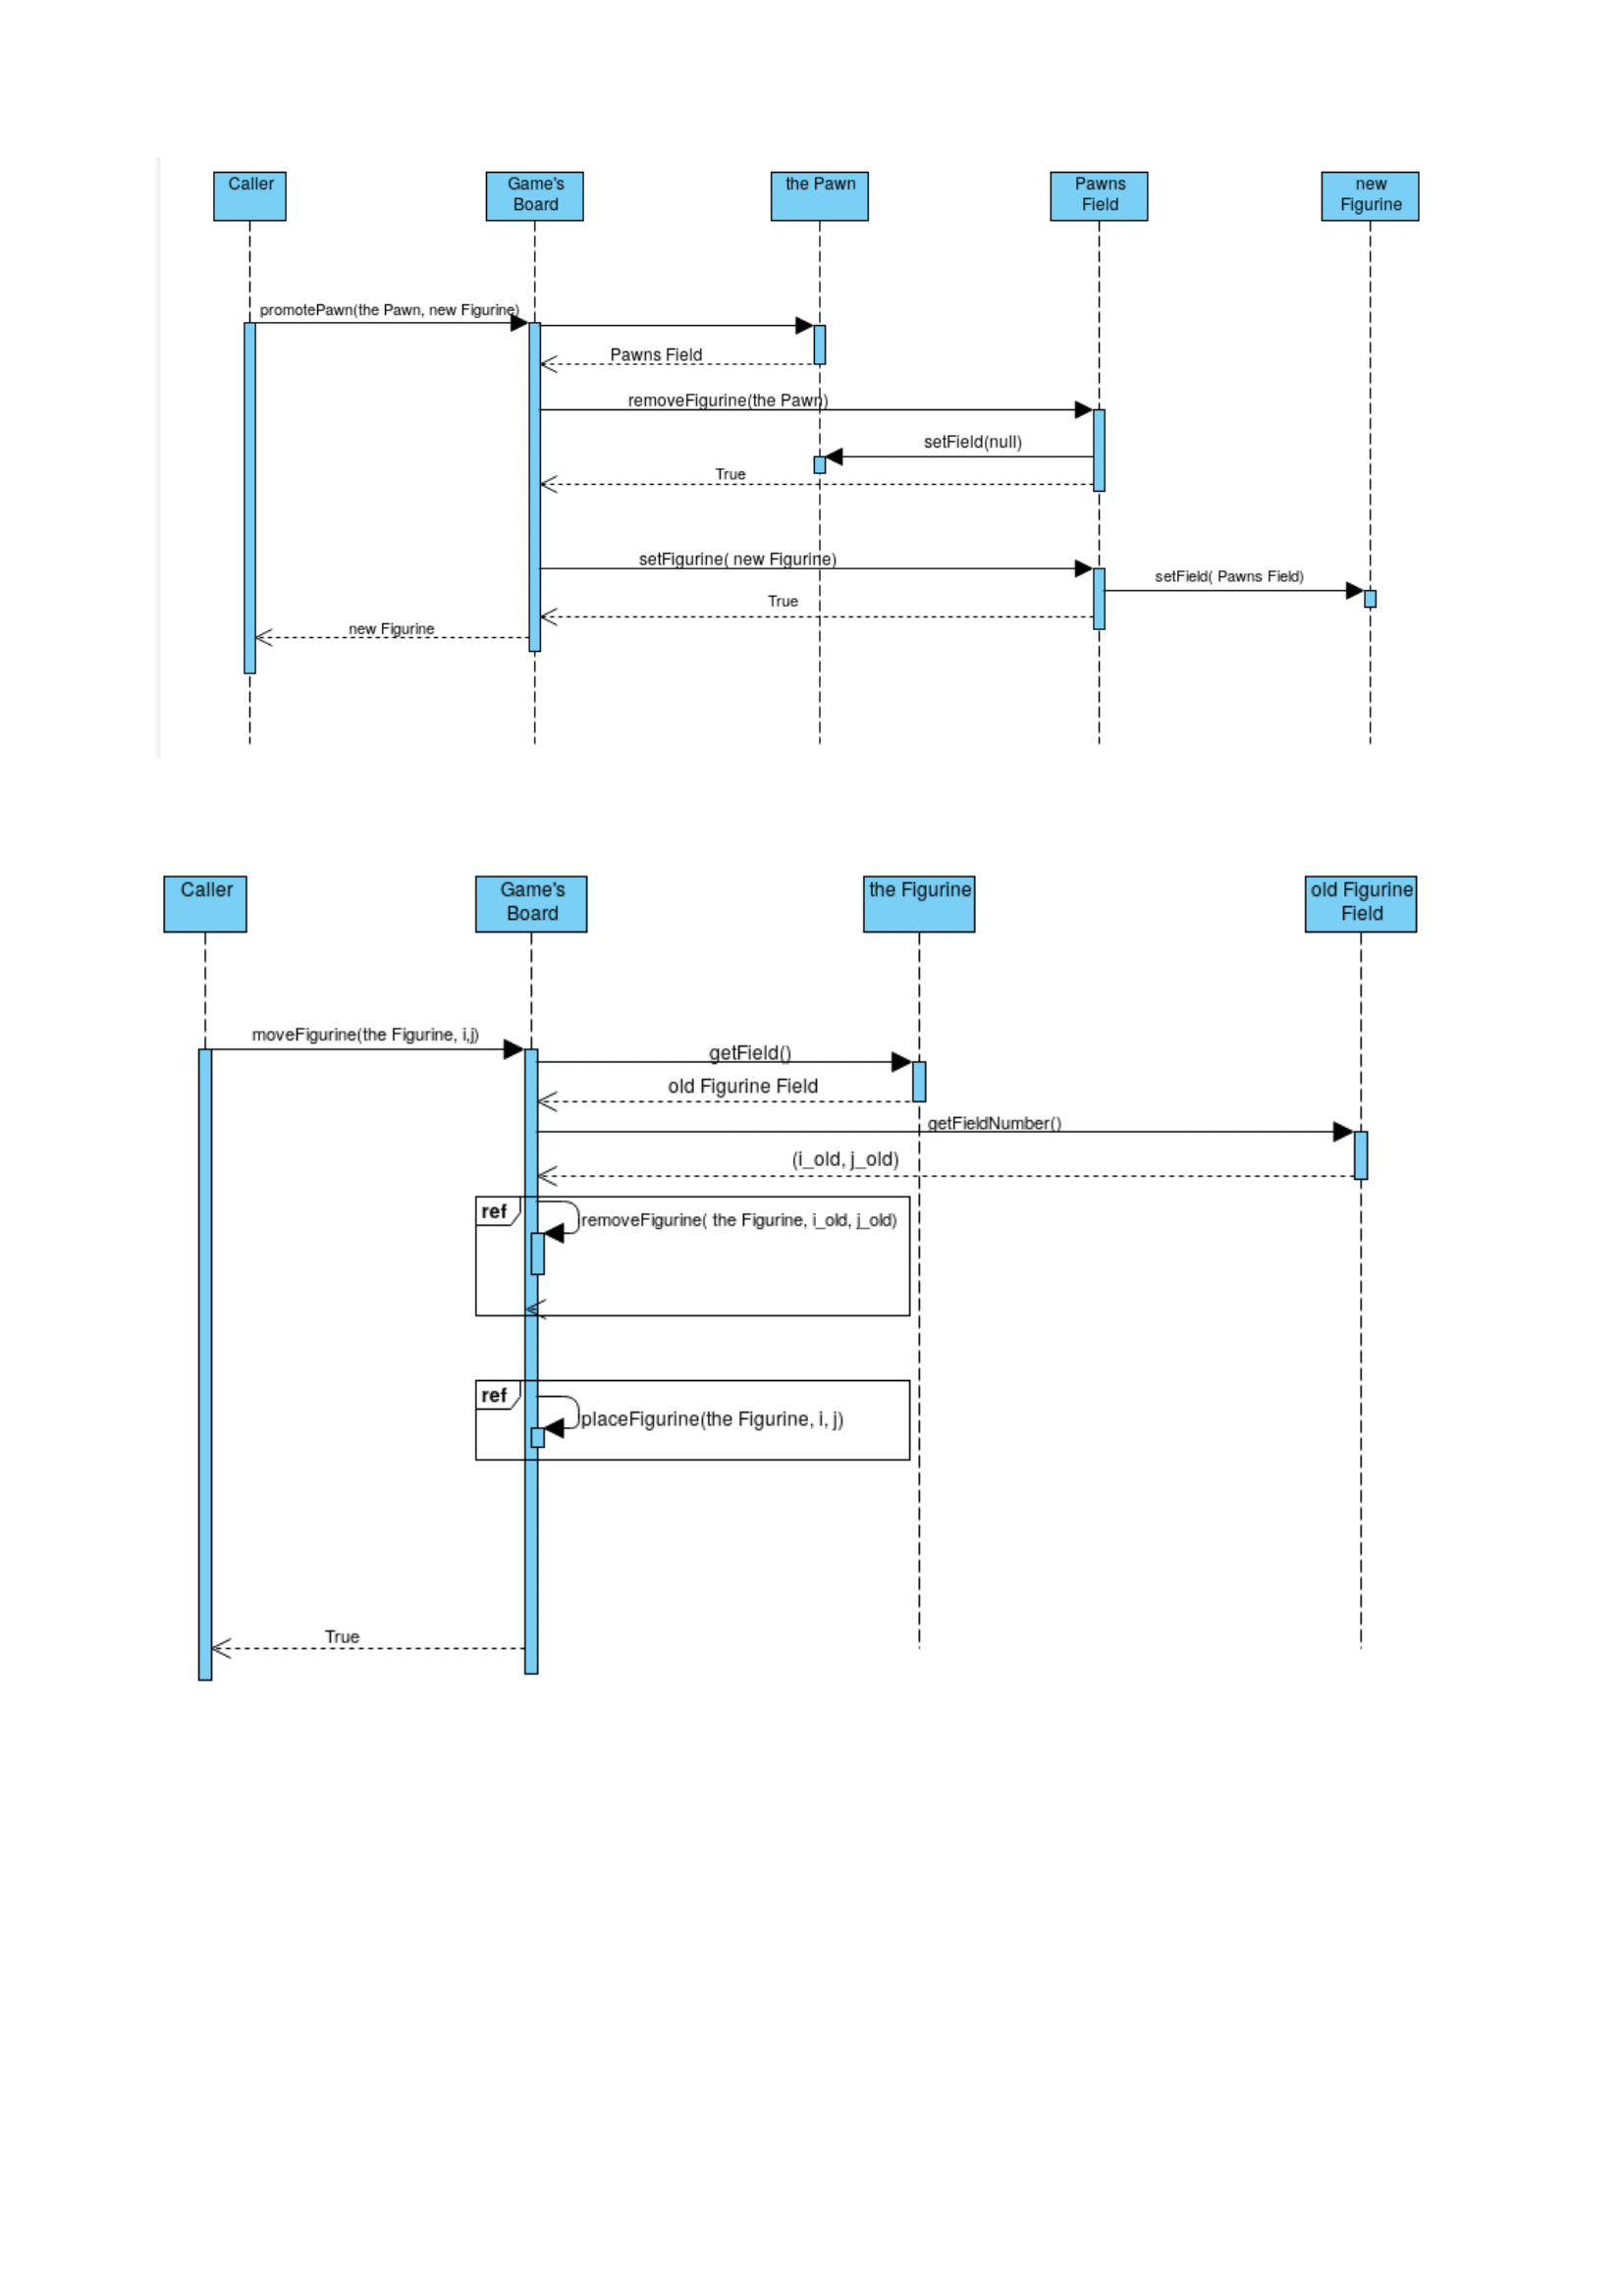 Caller
Game's
Board
the Pawn
Pawns
Field
new
Figurine
promotePawn(the Pawn, new Figurine)
Pawns Field
removeFigurine(the Pawn)
setField(null)
True
setFigurine( new Figurine)
setField( Pawns Field)
True
new Figurine
Caller
Game's
Board
the Figurine
old Figurine
Field
moveFigurine(the Figurine, i,j)
getField()
old Figurine Field
getFieldNumber()
(i_old, j_old)
ref
removeFigurine( the Figurine, i_old, j_old)
ref
placeFigurine(the Figurine, i, j)
True